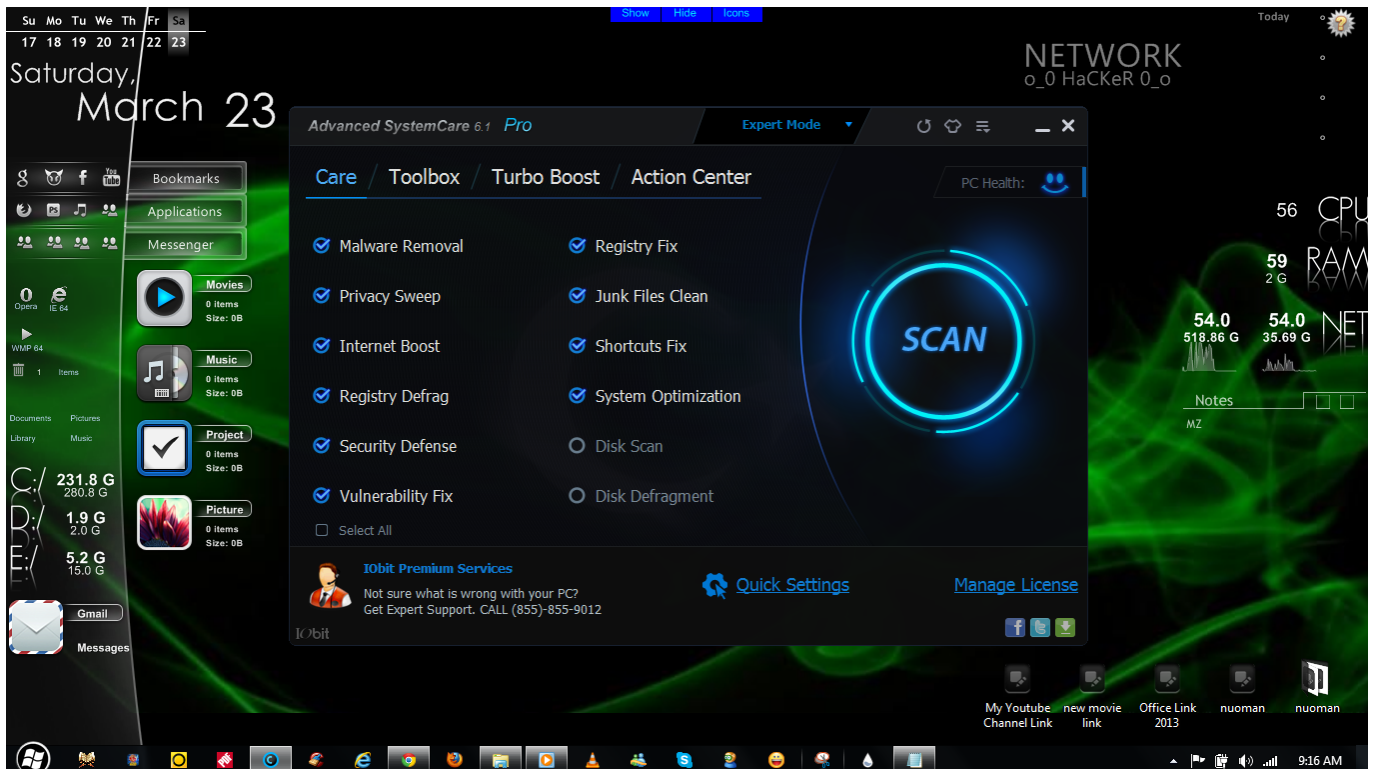 Su Mo Tu We Th Fr Sa
17 18 19 20 21 22 23
Saturday,
March 23
Show Hide Icons
Today
NETWORK
o_0 HaCKeR 0_o
Advanced SystemCare 6.1 Pro
Expert Mode
Care / Toolbox / Turbo Boost / Action Center
PC Health:
Malware Removal
Registry Fix
Privacy Sweep
Junk Files Clean
Internet Boost
Shortcuts Fix
Registry Defrag
System Optimization
Security Defense
Disk Scan
Vulnerability Fix
Disk Defragment
Select All
SCAN
IObit Premium Services
Not sure what is wrong with your PC?
Get Expert Support. CALL (855)-855-9012
IObit
Quick Settings
Manage License
You
Tube
Bookmarks
Applications
Messenger
Opera IE 64
WMP 64
1 Items
Documents Pictures
Library Music
Movies
0 items
Size: 0B
Music
0 items
Size: 0B
Project
0 items
Size: 0B
Picture
0 items
Size: 0B
C:/ 231.8 G
280.8 G
D:/ 1.9 G
2.0 G
E:/ 5.2 G
15.0 G
Gmail
Messages
56 CPU
59 RAM
2 G
54.0 54.0 NET
518.86 G 35.69 G
Notes
MZ
My Youtube
Channel Link
new movie
link
Office Link
2013
nuoman
nuoman
9:16 AM